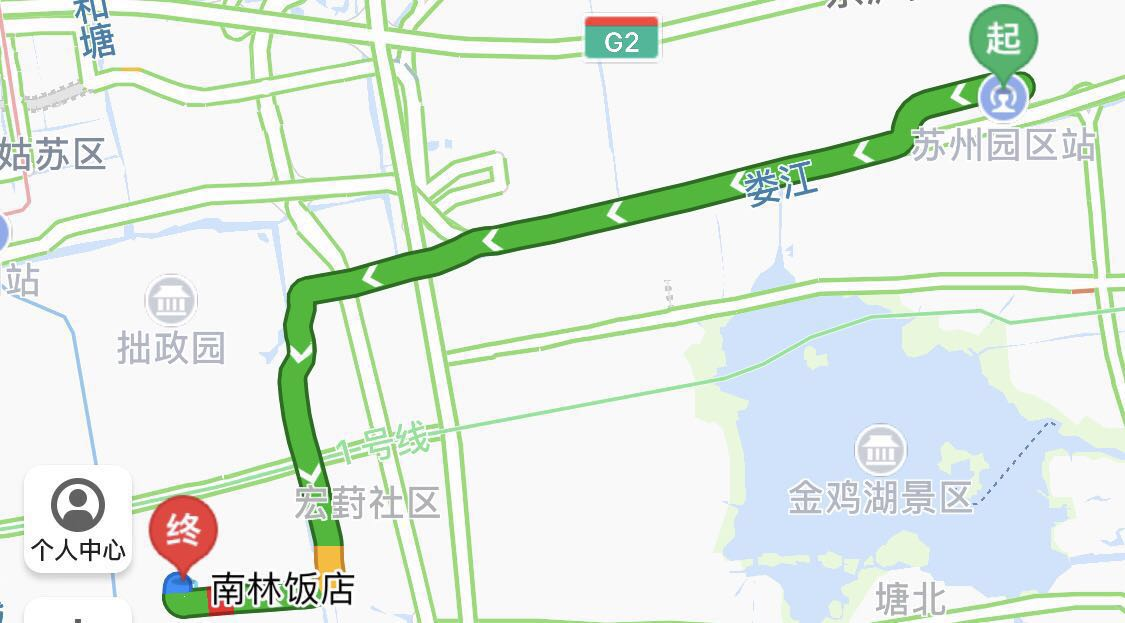 和塘
G2
起
姑苏区
苏州园区站
娄江
站
拙政园
1号线
金鸡湖景区
宏葑社区
终
个人中心
南林饭店
塘北